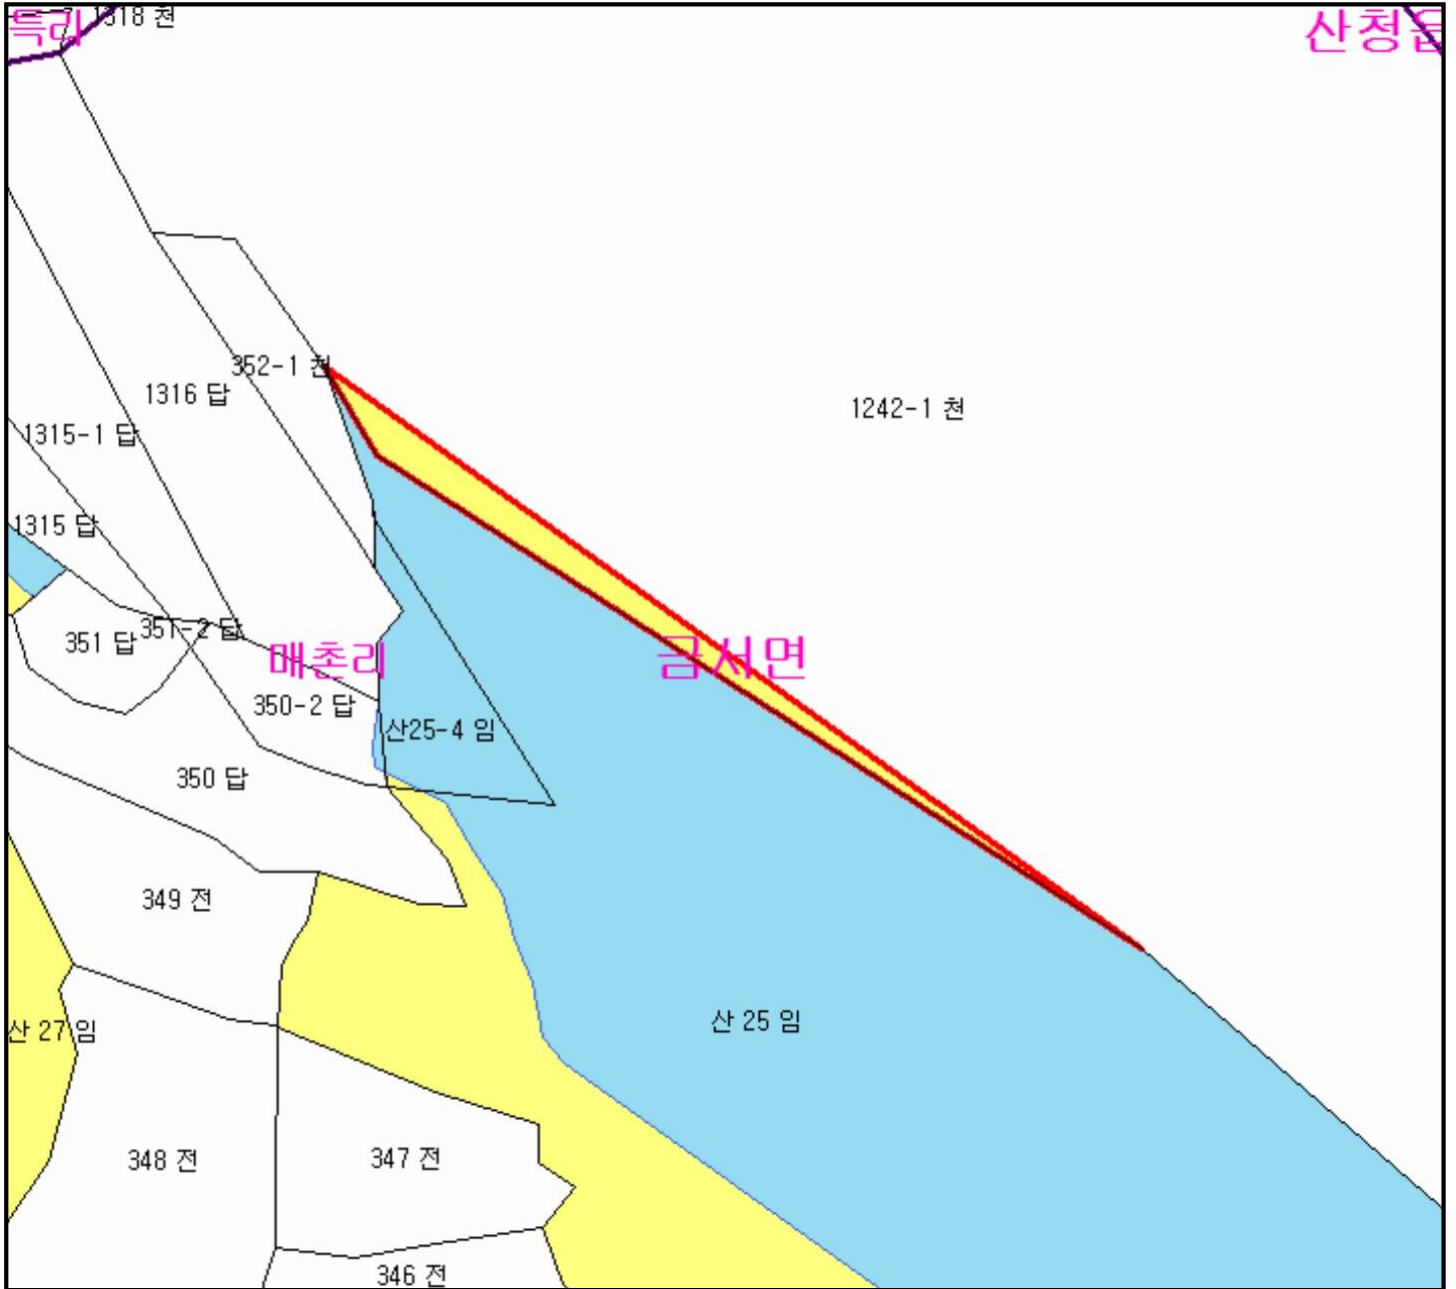 특리
1318 천
산청읍
352-1 천
1316 답
1242-1 천
1315-1 답
1315 답
351 답
351-2 답
매촌리
금서면
350-2 답
산25-4 임
350 답
349 전
산 25 임
산 27 임
348 전
347 전
346 전